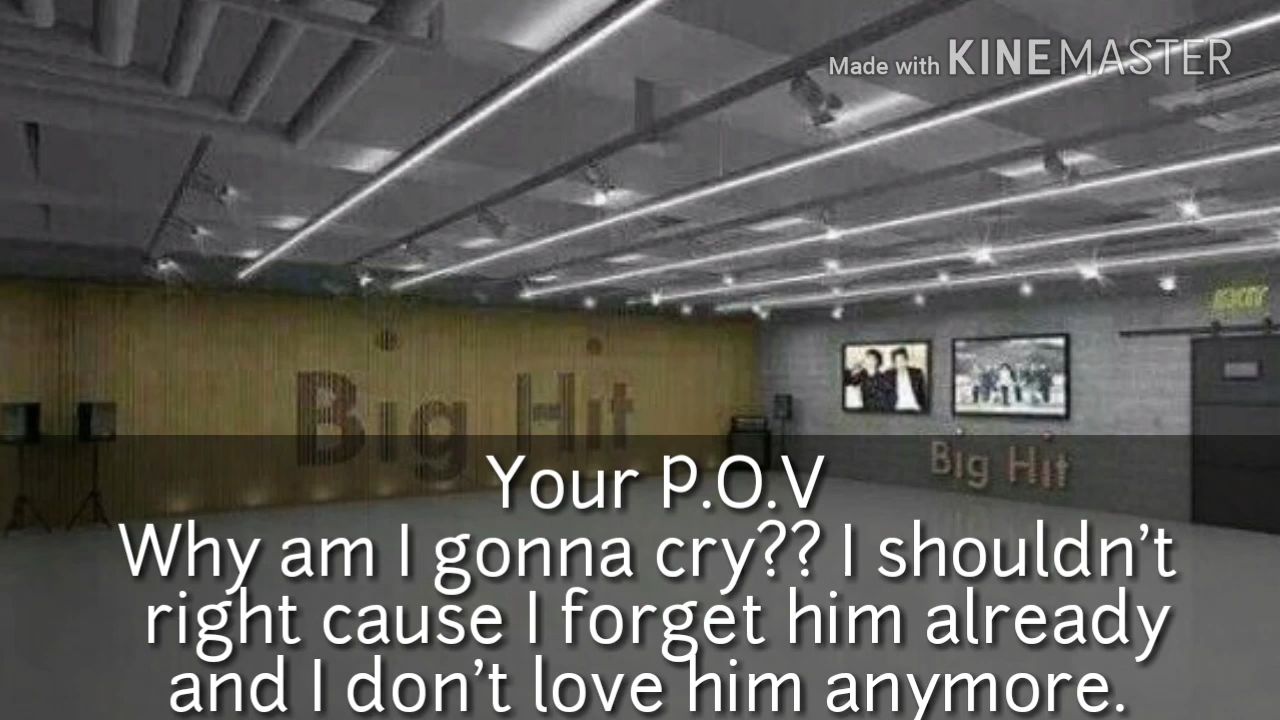 Made with KINEMASTER
EXIT
Big Hit
Big Hit
Your P.O.V
Why am I gonna cry?? I shouldn't
right cause I forget him already
and I don't love him anymore.